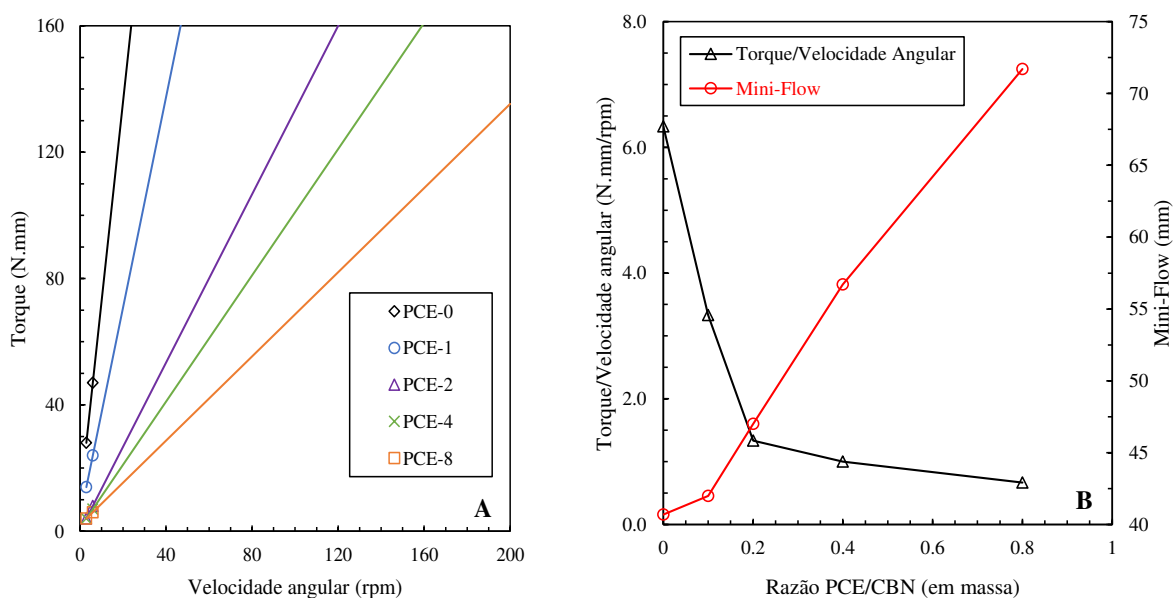 160
120
80
40
0
Torque (N.mm)
0
40
80
120
160
200
Velocidade angular (rpm)
PCE-0
PCE-1
PCE-2
PCE-4
PCE-8
A
8.0
6.0
4.0
2.0
0.0
Torque/Velocidade angular (N.mm/rpm)
Torque/Velocidade Angular
Mini-Flow
75
70
65
60
55
50
45
40
Mini-Flow (mm)
0
0.2
0.4
0.6
0.8
1
Razão PCE/CBN (em massa)
B